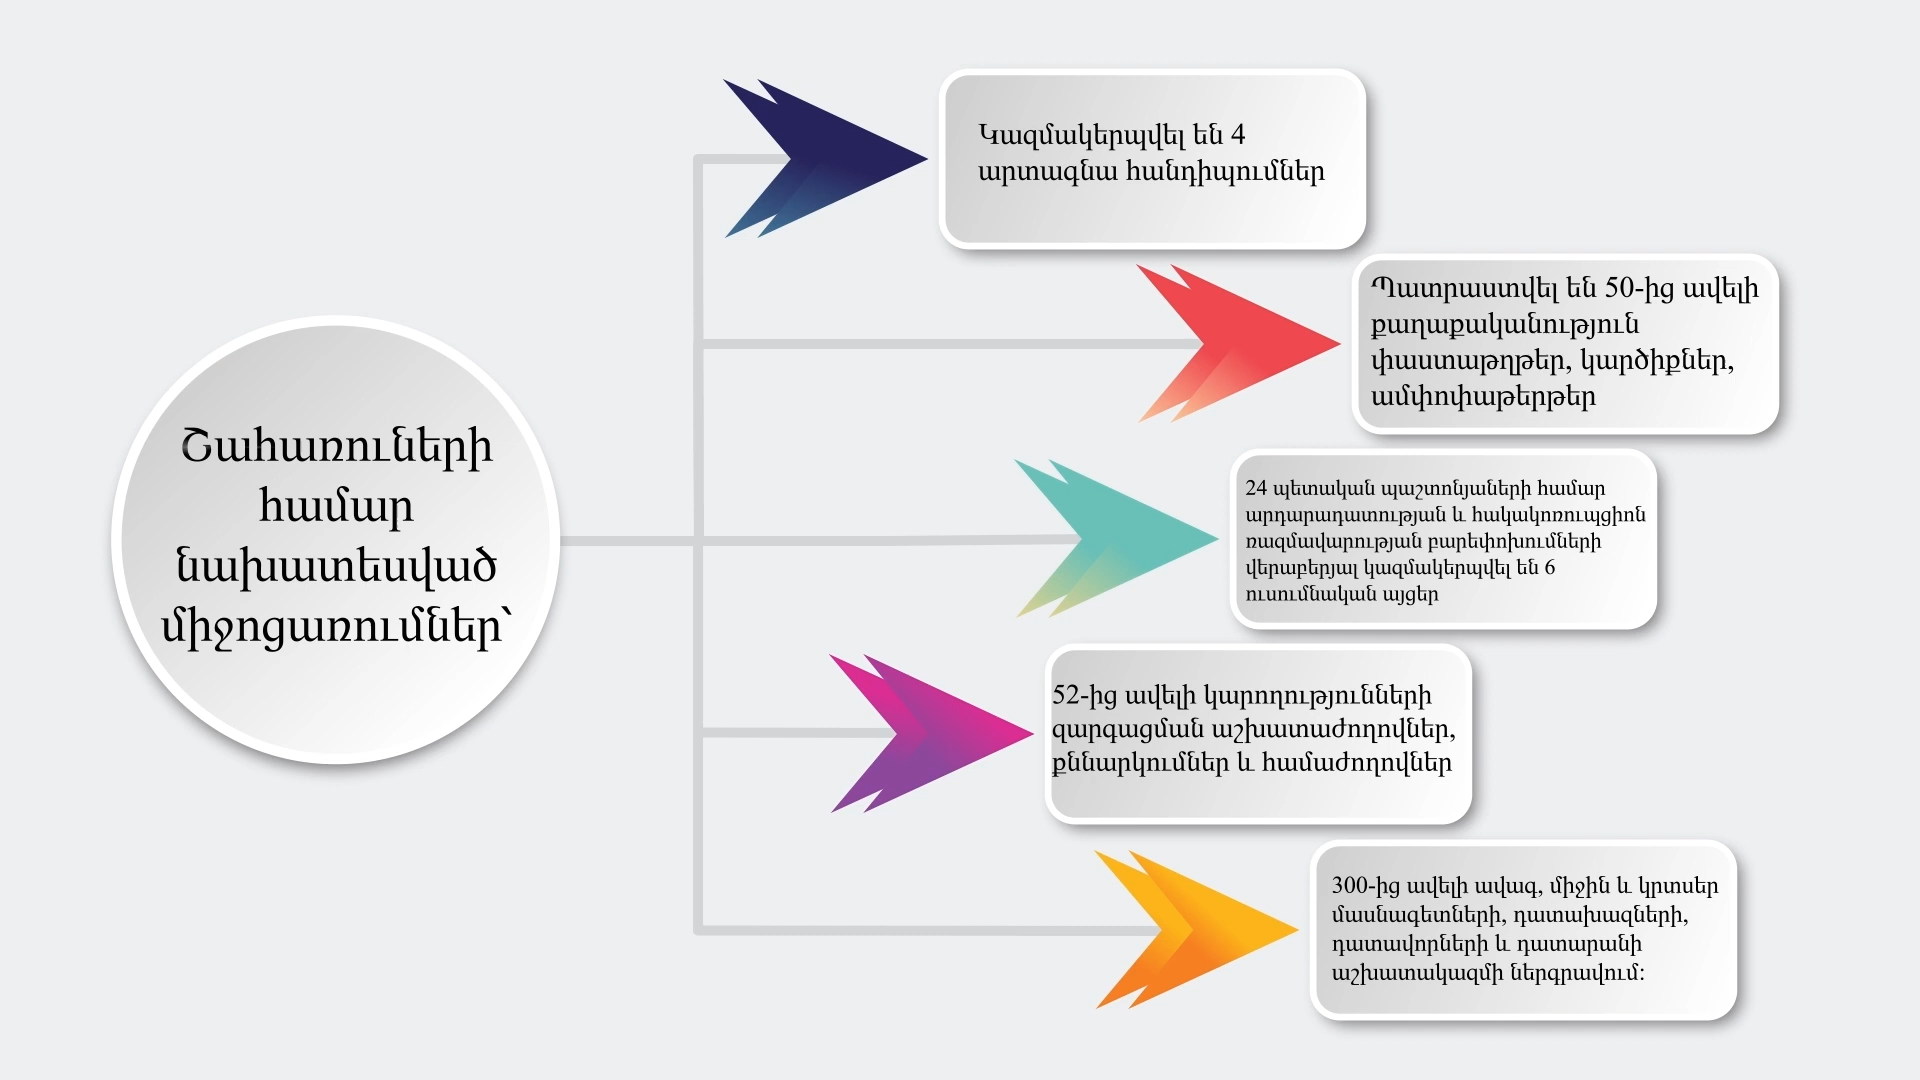 Շահառուների
համար
նախատեսված
միջոցառումներ՝
Կազմակերպվել են 4
արտագնա հանդիպումներ
Պատրաստվել են 50-ից ավելի
քաղաքականություն
փաստաթղթեր, կարծիքներ,
ամփոփաթերթեր
24 պետական պաշտոնյաների համար
արդարադատության և հակակոռուպցիոն
ռազմավարության բարեփոխումների
վերաբերյալ կազմակերպվել են 6
ուսումնական այցեր
52-ից ավելի կարողությունների
զարգացման աշխատաժողովներ,
քննարկումներ և համաժողովներ
300-ից ավելի ավագ, միջին և կրտսեր
մասնագետների, դատախազների,
դատավորների և դատարանի
աշխատակազմի ներգրավում: